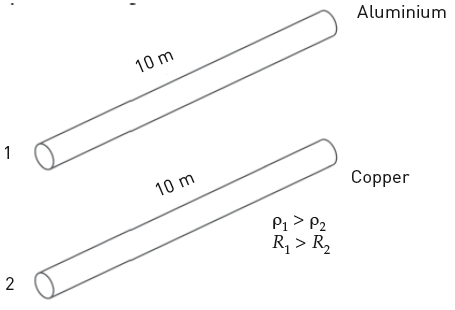 Aluminium
10 m
1
10 m
Copper
ρ₁ > ρ₂
R₁ > R₂
2